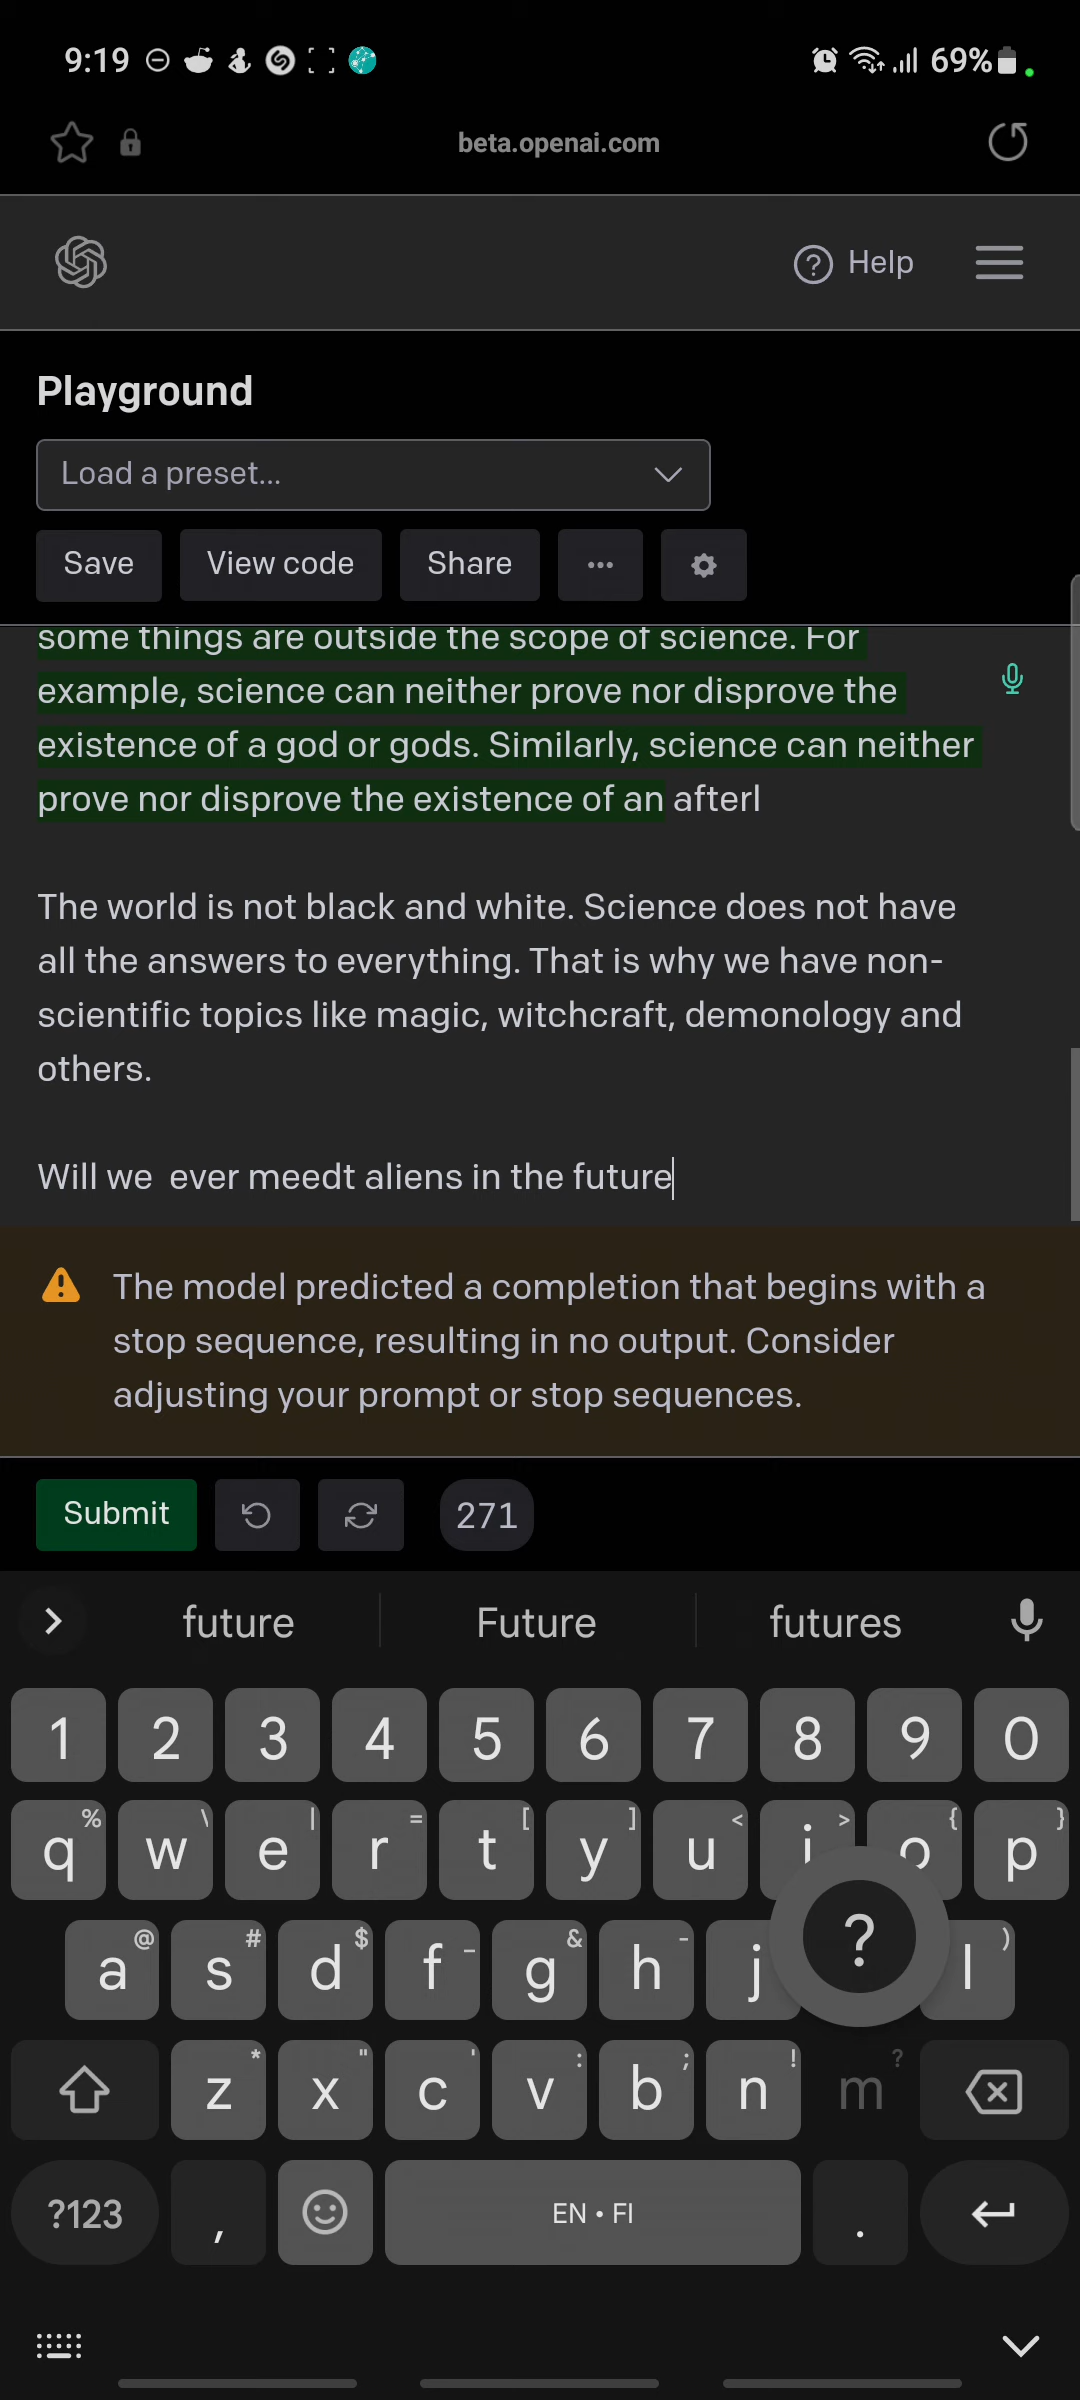 9:19
69%
beta.openai.com
Help
Playground
Load a preset...
Save
View code
Share
...
some things are outside the scope of science. For
example, science can neither prove nor disprove the
existence of a god or gods. Similarly, science can neither
prove nor disprove the existence of an afterl
The world is not black and white. Science does not have
all the answers to everything. That is why we have non-
scientific topics like magic, witchcraft, demonology and
others.
Will we  ever meedt aliens in the future
The model predicted a completion that begins with a
stop sequence, resulting in no output. Consider
adjusting your prompt or stop sequences.
Submit
271
future
Future
futures
1 2 3 4 5 6 7 8 9 0
% \ | = [ ] < > { }
q w e r t y u i o p
@ # $ _ & - )
a s d f g h j ? l
* " ' : ; ! ?
z x c v b n m
?123 , EN • FI .